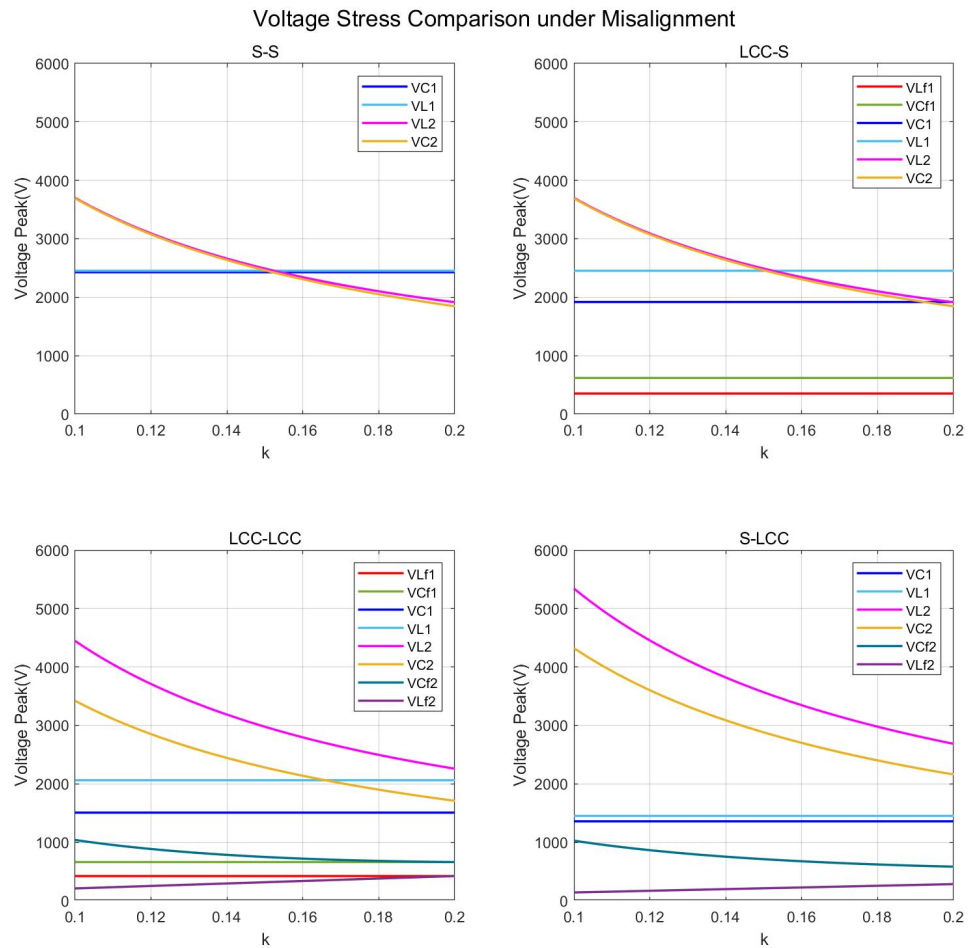 Voltage Stress Comparison under Misalignment
S-S
6000
5000
4000
3000
2000
1000
0
Voltage Peak(V)
VC1
VL1
VL2
VC2
0.1 0.12 0.14 0.16 0.18 0.2
k
LCC-S
6000
5000
4000
3000
2000
1000
0
Voltage Peak(V)
VLf1
VCf1
VC1
VL1
VL2
VC2
0.1 0.12 0.14 0.16 0.18 0.2
k
LCC-LCC
6000
5000
4000
3000
2000
1000
0
Voltage Peak(V)
VLf1
VCf1
VC1
VL1
VL2
VC2
VCf2
VLf2
0.1 0.12 0.14 0.16 0.18 0.2
k
S-LCC
6000
5000
4000
3000
2000
1000
0
Voltage Peak(V)
VC1
VL1
VL2
VC2
VCf2
VLf2
0.1 0.12 0.14 0.16 0.18 0.2
k